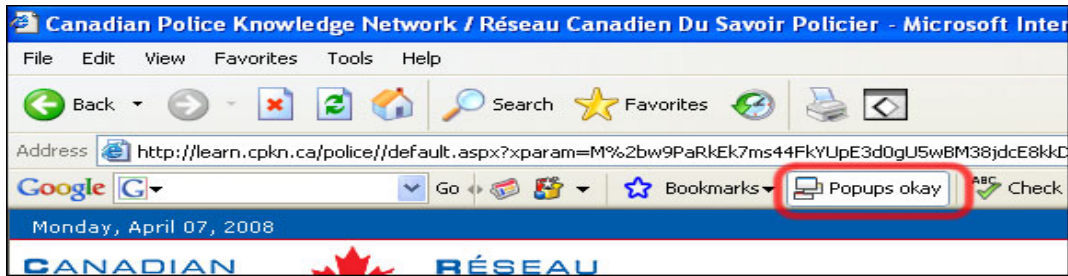 Canadian Police Knowledge Network / Réseau Canadien Du Savoir Policier - Microsoft Inter
File Edit View Favorites Tools Help
Back Search Favorites
Address http://learn.cpkn.ca/police//default.aspx?xparam=M%2bw9PaRkEk7ms44FkYUpE3d0gU5wBM38jdcE8kkD
Google G Go Bookmarks Popups okay ABC Check
Monday, April 07, 2008
CANADIAN RÉSEAU